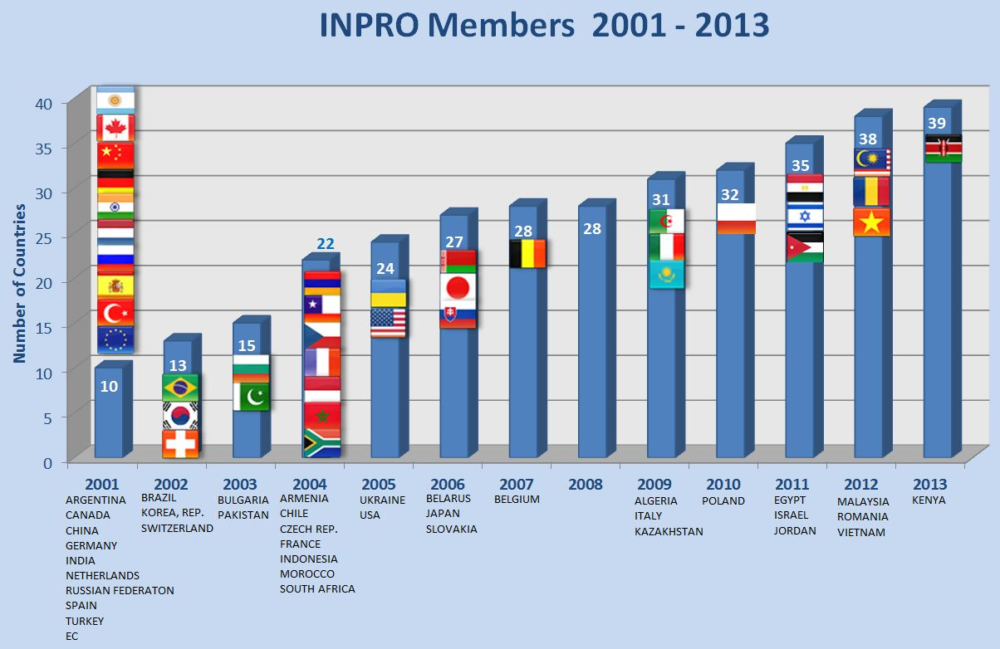 INPRO Members 2001 - 2013
Number of Countries
40
35
30
25
20
15
10
5
0
10
13
15
22
24
27
28
28
31
32
35
38
39
2001
ARGENTINA
CANADA
CHINA
GERMANY
INDIA
NETHERLANDS
RUSSIAN FEDERATON
SPAIN
TURKEY
EC
2002
BRAZIL
KOREA, REP.
SWITZERLAND
2003
BULGARIA
PAKISTAN
2004
ARMENIA
CHILE
CZECH REP.
FRANCE
INDONESIA
MOROCCO
SOUTH AFRICA
2005
UKRAINE
USA
2006
BELARUS
JAPAN
SLOVAKIA
2007
BELGIUM
2008
2009
ALGERIA
ITALY
KAZAKHSTAN
2010
POLAND
2011
EGYPT
ISRAEL
JORDAN
2012
MALAYSIA
ROMANIA
VIETNAM
2013
KENYA